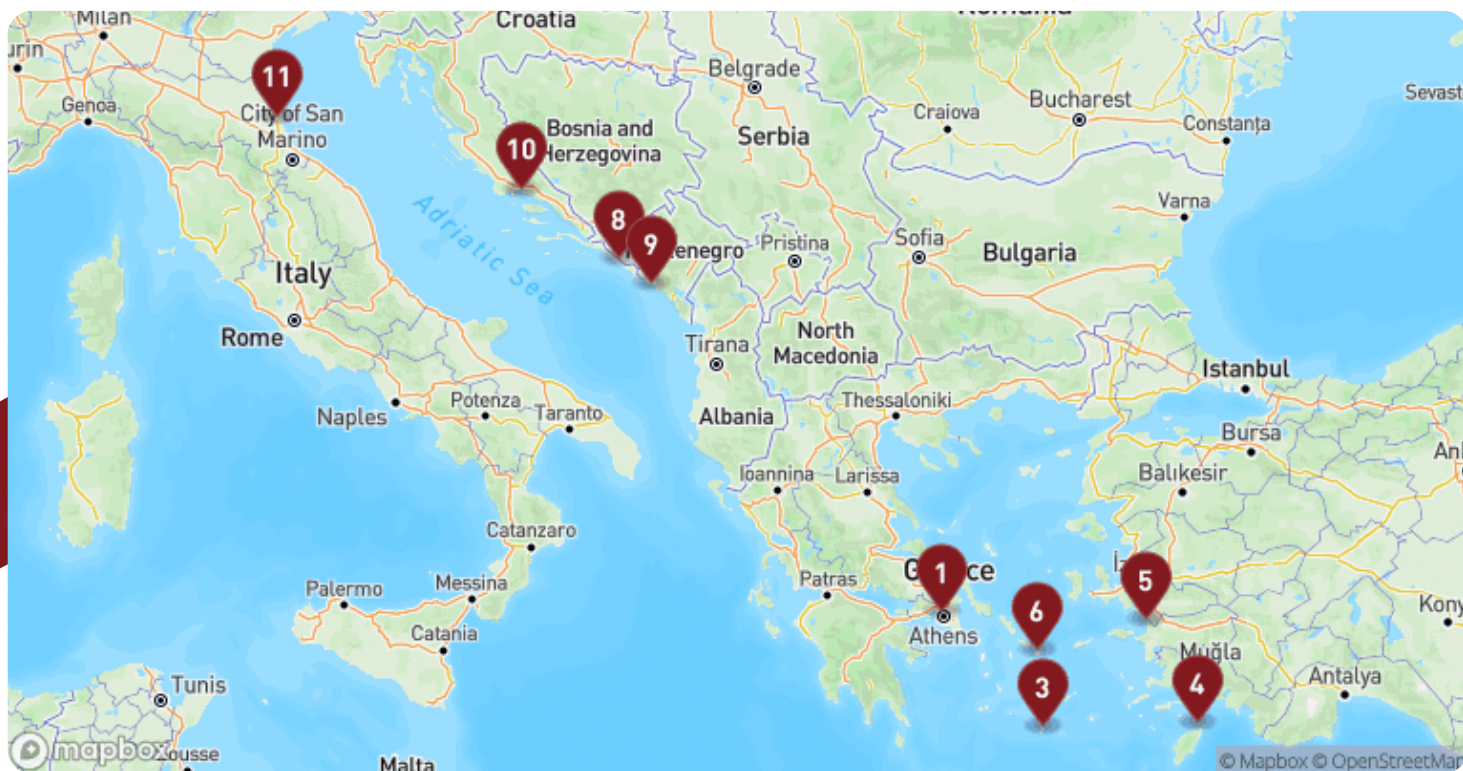 Milan
Croatia
Romania
urin
11
Belgrade
Genoa
City of San
Marino
Craiova
Bucharest
Sevast
Constanța
10
Bosnia and
Herzegovina
Serbia
Adriatic Sea
8
9
Pristina
Sofia
Varna
Bulgaria
Italy
Rome
Tirana
North
Macedonia
Istanbul
Naples
Potenza
Taranto
Albania
Thessaloniki
Bursa
Balıkesir
Ioannina
Larissa
Catanzaro
Palermo
Messina
Patras
1
Athens
6
5
Kony
Catania
Muğla
Tunis
3
4
Antalya
mapbox
ousse
Malta
© Mapbox © OpenStreetMap